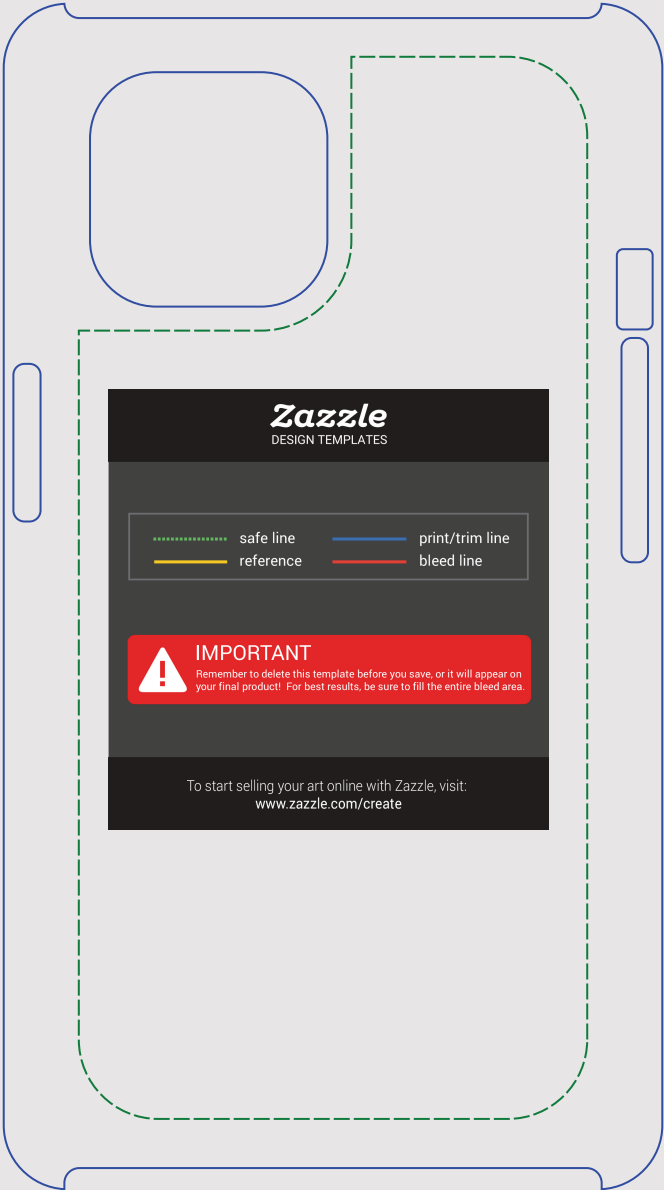 Zazzle
DESIGN TEMPLATES
safe line
print/trim line
reference
bleed line
IMPORTANT
Remember to delete this template before you save, or it will appear on
your final product!  For best results, be sure to fill the entire bleed area.
To start selling your art online with Zazzle, visit:
www.zazzle.com/create